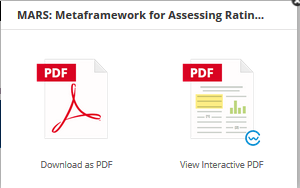 MARS: Metaframework for Assessing Ratin...
PDF PDF
Download as PDF View Interactive PDF